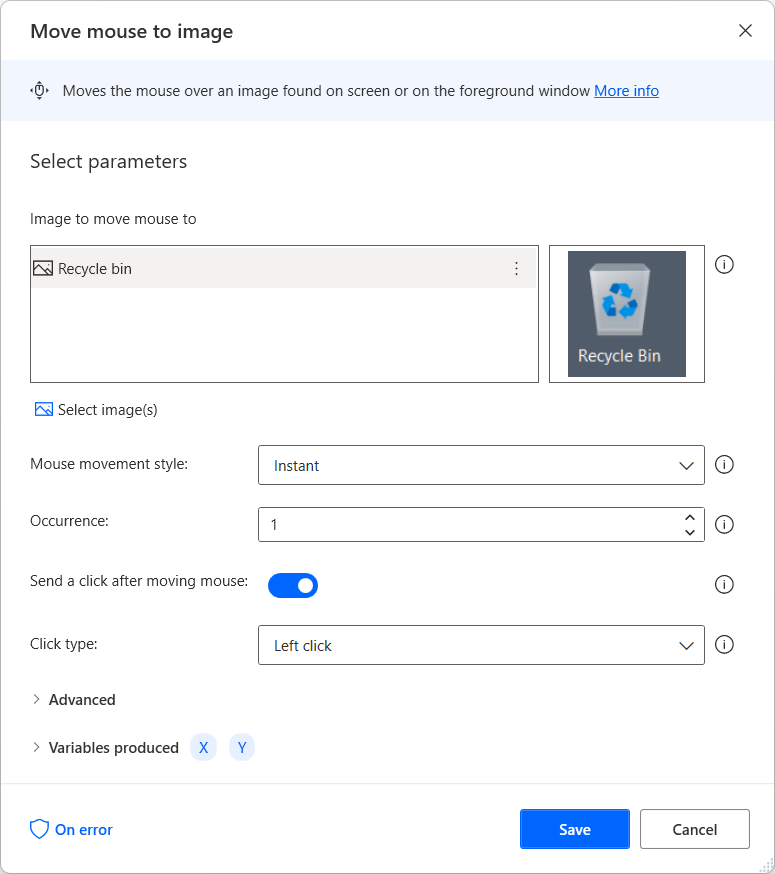 Move mouse to image
Moves the mouse over an image found on screen or on the foreground window More info
Select parameters
Image to move mouse to
Recycle bin
Recycle Bin
Select image(s)
Mouse movement style:
Instant
Occurrence:
1
Send a click after moving mouse:
Click type:
Left click
Advanced
Variables produced X Y
On error
Save
Cancel